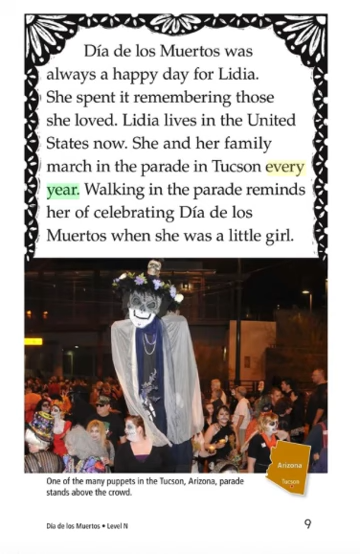 Día de los Muertos was
always a happy day for Lidia.
She spent it remembering those
she loved. Lidia lives in the United
States now. She and her family
march in the parade in Tucson every
year. Walking in the parade reminds
her of celebrating Día de los
Muertos when she was a little girl.
Arizona
Tucson
One of the many puppets in the Tucson, Arizona, parade
stands above the crowd.
Día de los Muertos • Level N
9